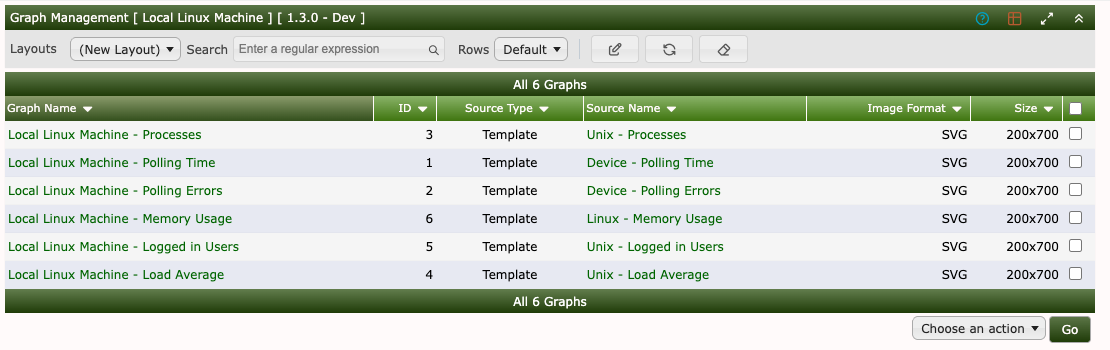 Graph Management [ Local Linux Machine ] [ 1.3.0 - Dev ]
Layouts (New Layout) Search Enter a regular expression Rows Default
All 6 Graphs
Graph Name ID Source Type Source Name Image Format Size
Local Linux Machine - Processes 3 Template Unix - Processes SVG 200x700
Local Linux Machine - Polling Time 1 Template Device - Polling Time SVG 200x700
Local Linux Machine - Polling Errors 2 Template Device - Polling Errors SVG 200x700
Local Linux Machine - Memory Usage 6 Template Linux - Memory Usage SVG 200x700
Local Linux Machine - Logged in Users 5 Template Unix - Logged in Users SVG 200x700
Local Linux Machine - Load Average 4 Template Unix - Load Average SVG 200x700
All 6 Graphs
Choose an action Go